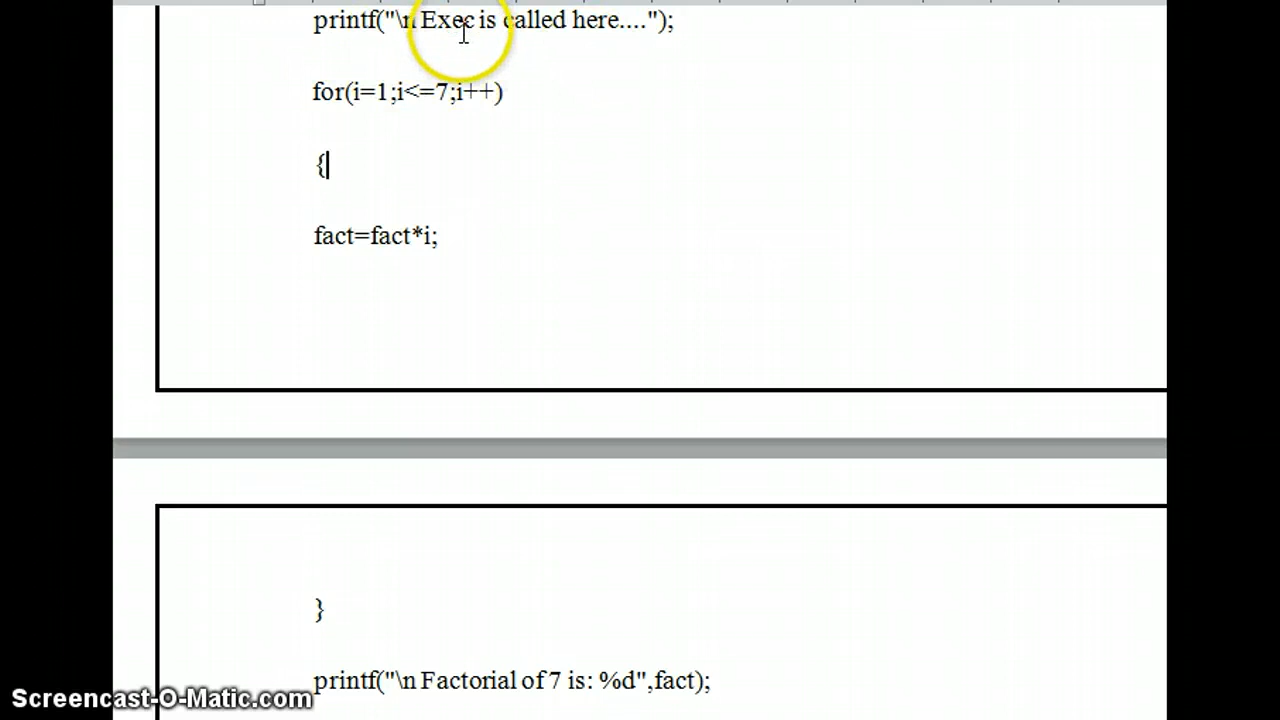 printf("\n Exec is called here....");
for(i=1;i<=7;i++)
{
fact=fact*i;
}
printf("\n Factorial of 7 is: %d",fact);
Screencast-O-Matic.com